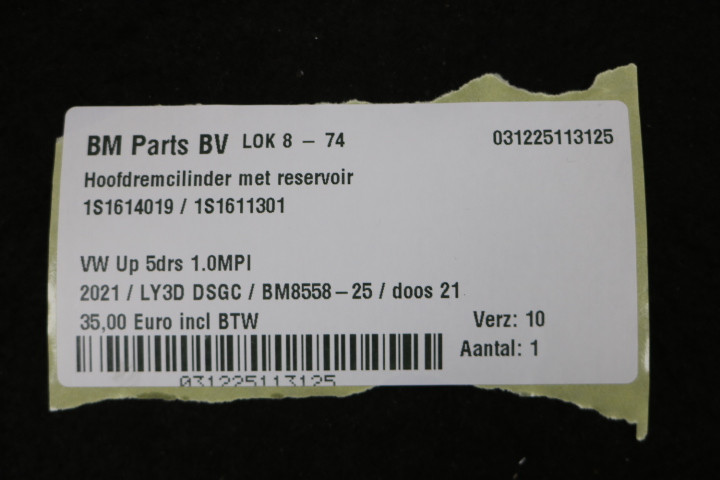 BM Parts BV LOK 8 - 74 031225113125
Hoofdremcilinder met reservoir
1S1614019 / 1S1611301
VW Up 5drs 1.0MPI
2021 / LY3D DSGC / BM8558-25 / doos 21
35,00 Euro incl BTW Verz: 10
Aantal: 1
031225113125